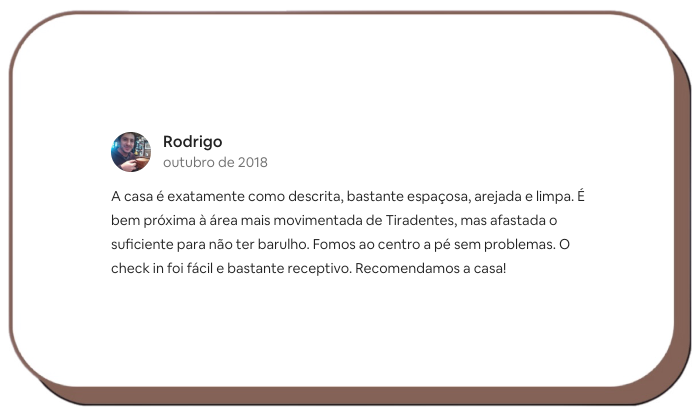 Rodrigo
outubro de 2018
A casa é exatamente como descrita, bastante espaçosa, arejada e limpa. É
bem próxima à área mais movimentada de Tiradentes, mas afastada o
suficiente para não ter barulho. Fomos ao centro a pé sem problemas. O
check in foi fácil e bastante receptivo. Recomendamos a casa!